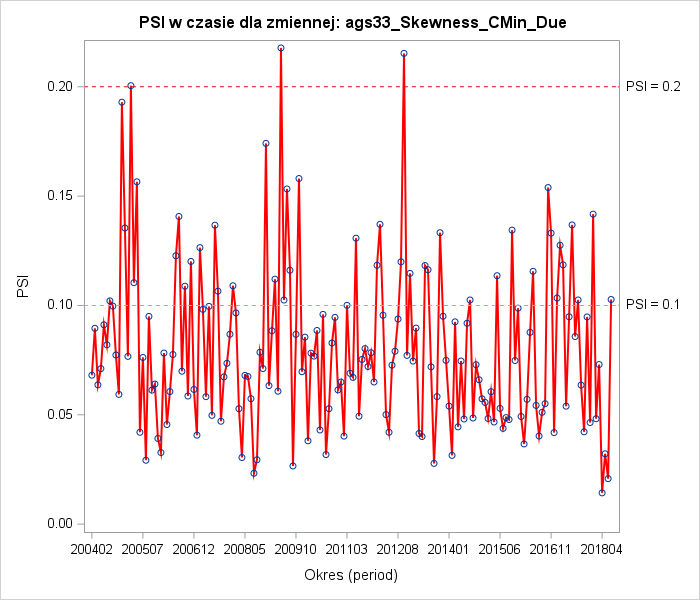 PSI w czasie dla zmiennej: ags33_Skewness_CMin_Due
0.20
PSI = 0.2
0.15
PSI
0.10
PSI = 0.1
0.05
0.00
200402 200507 200612 200805 200910 201103 201208 201401 201506 201611 201804
Okres (period)